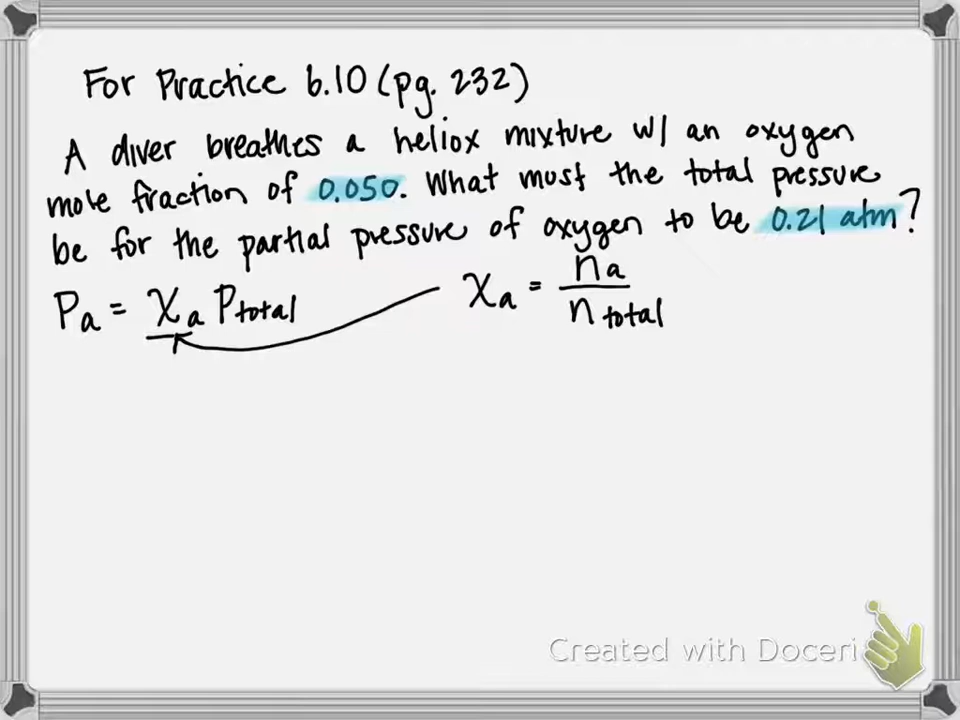 For Practice 6.10 (pg. 232)
A diver breathes a heliox mixture w/ an oxygen
mole fraction of 0.050. What must the total pressure
be for the partial pressure of oxygen to be 0.21 atm?
Pa = Xa Ptotal Xa = na / ntotal
Created with Doceri